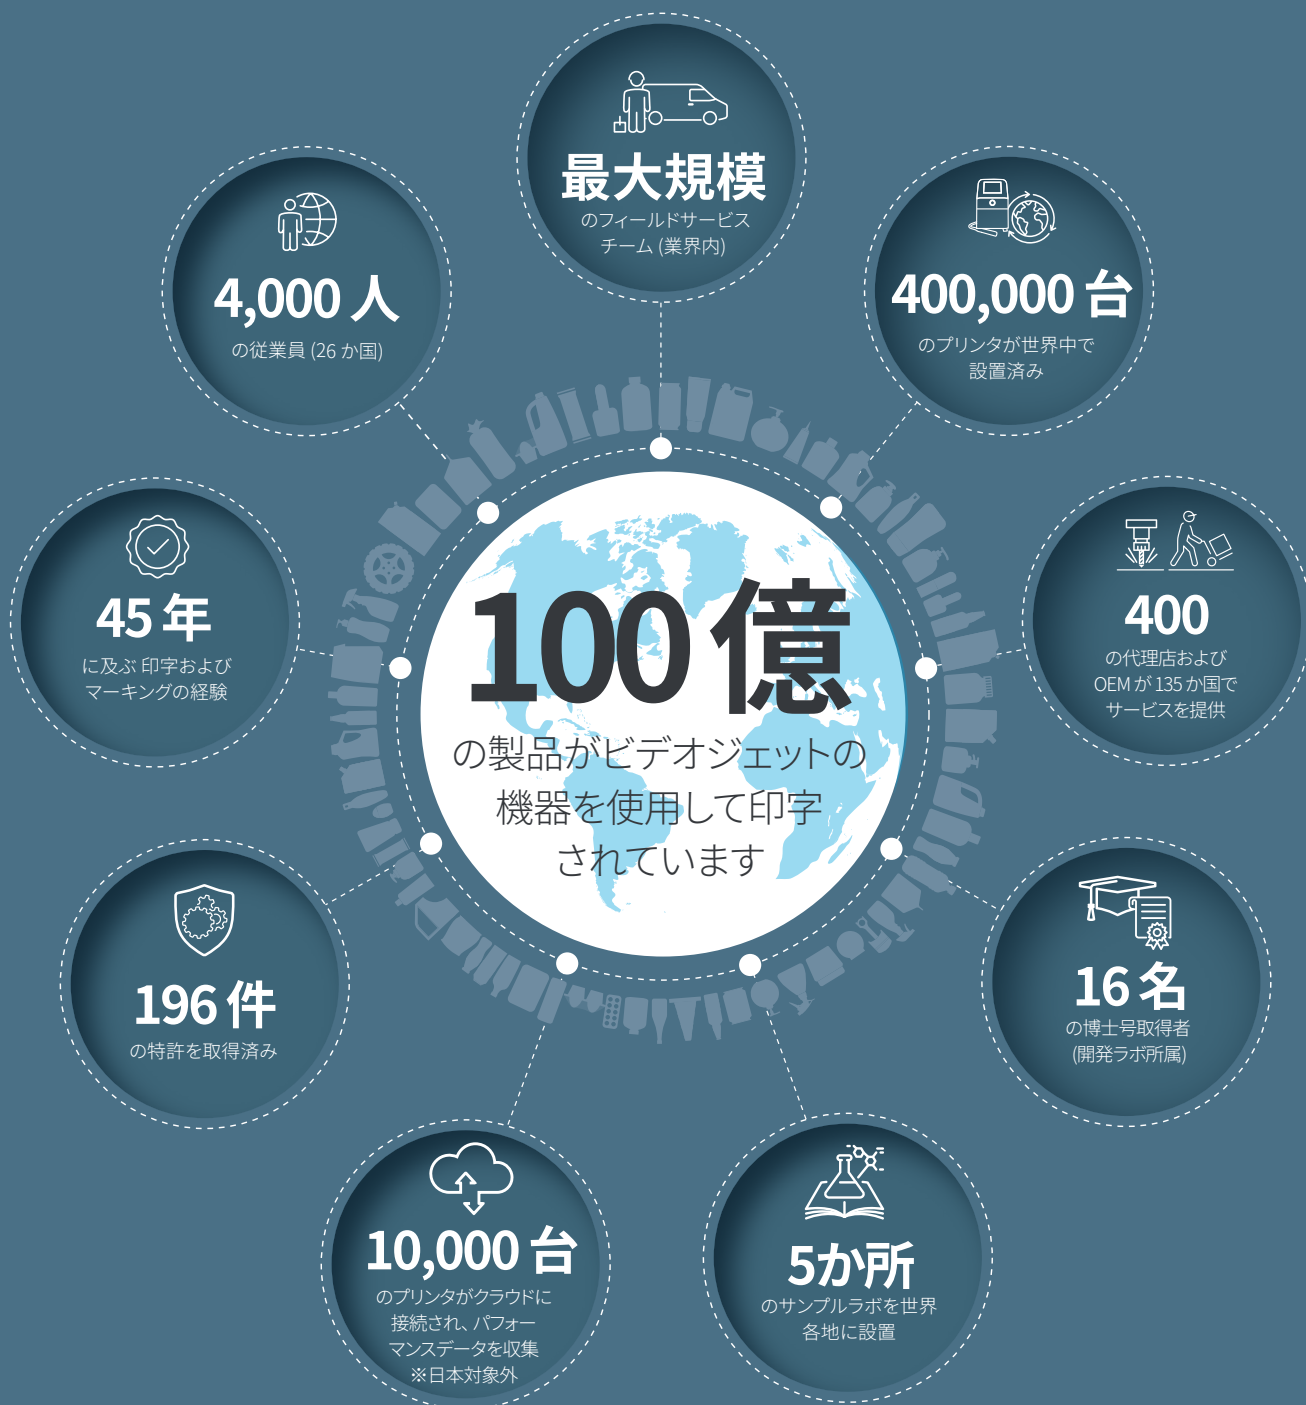 最大規模
のフィールドサービス
チーム (業界内)
4,000 人
の従業員 (26 か国)
400,000 台
のプリンタが世界中で
設置済み
45 年
に及ぶ 印字および
マーキングの経験
400
の代理店および
OEM が 135 か国で
サービスを提供
100 億
の製品がビデオジェットの
機器を使用して印字
されています
196 件
の特許を取得済み
16 名
の博士号取得者
(開発ラボ所属)
10,000 台
のプリンタがクラウドに
接続され、パフォー
マンスデータを収集
※日本対象外
5か所
のサンプルラボを世界
各地に設置